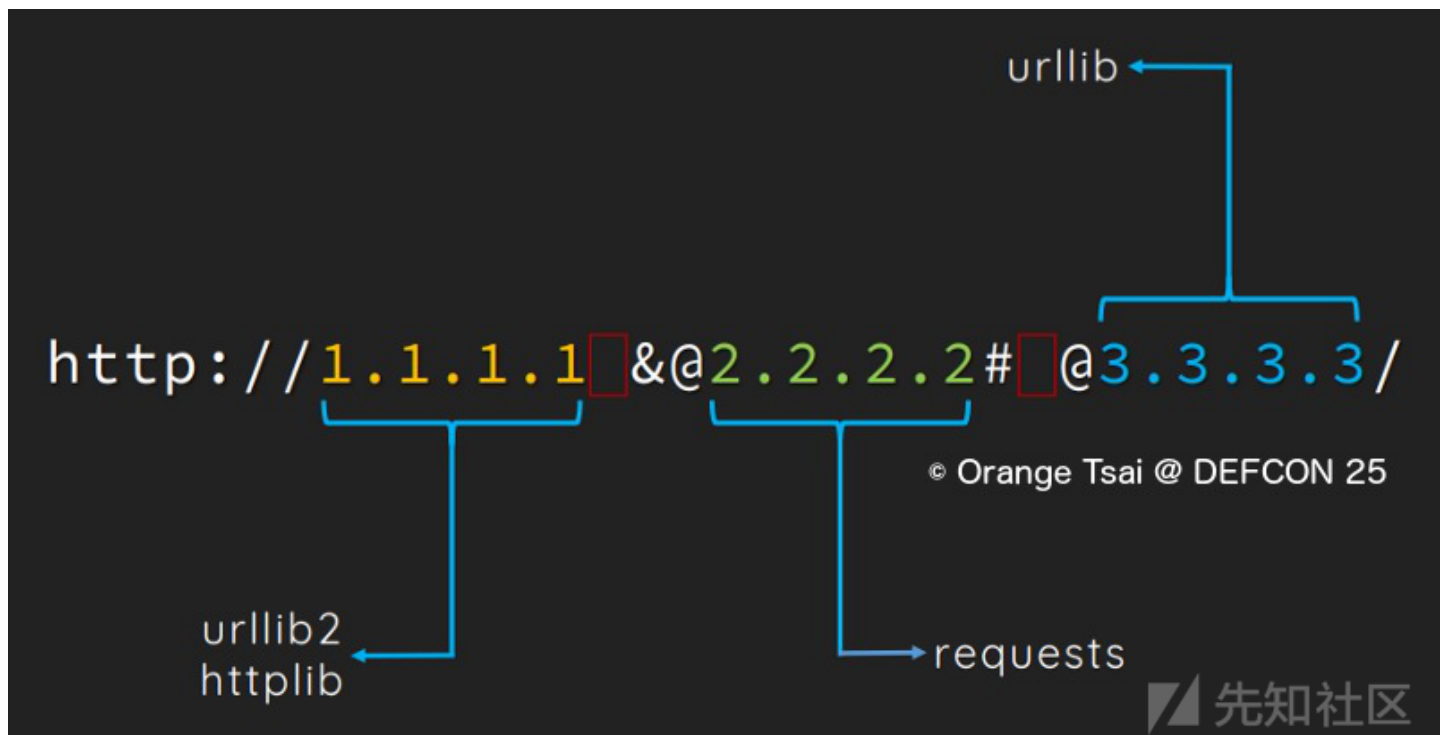 urllib
http://1.1.1.1 &@2.2.2.2# @3.3.3.3/
© Orange Tsai @ DEFCON 25
urllib2
httplib
requests
先知社区